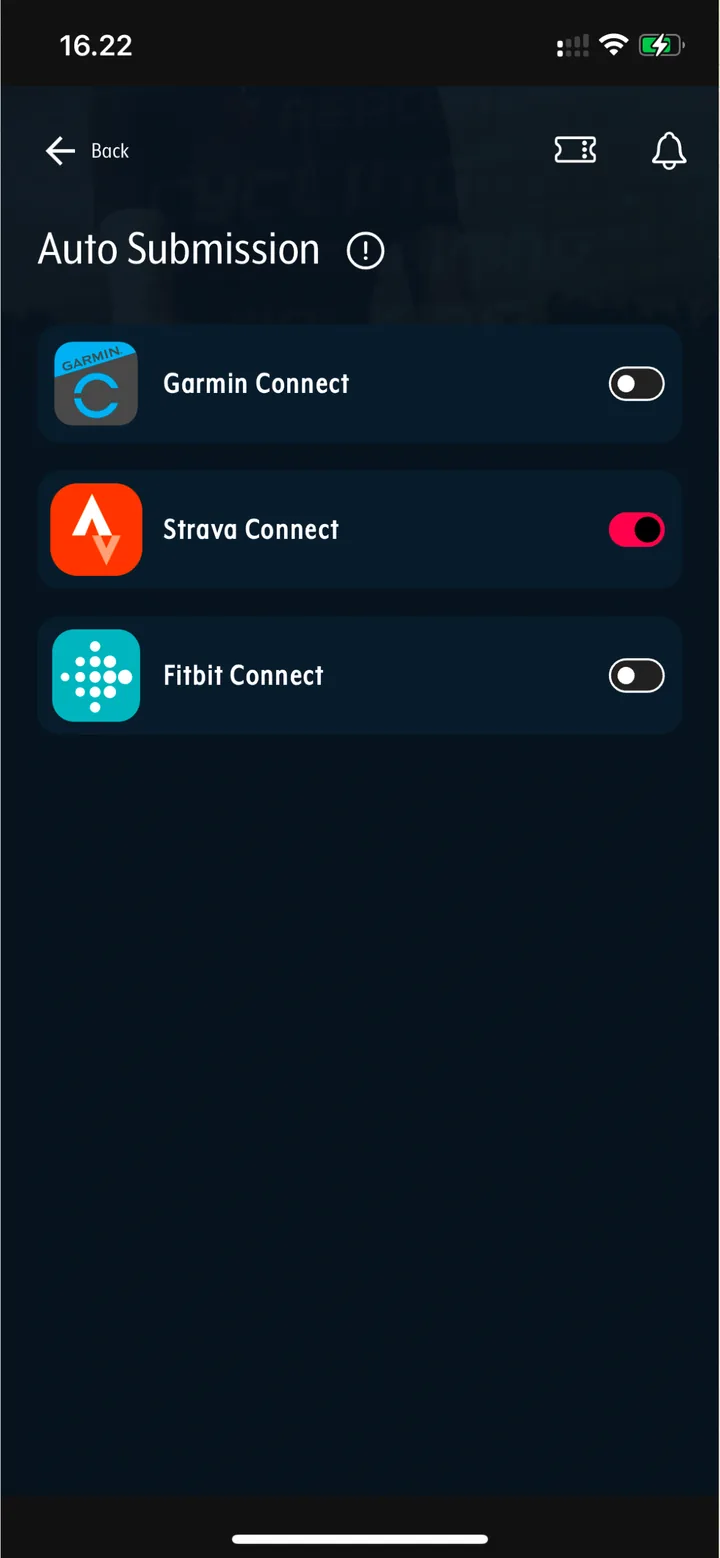 16.22
Back
Auto Submission
GARMIN.
Garmin Connect
Strava Connect
Fitbit Connect